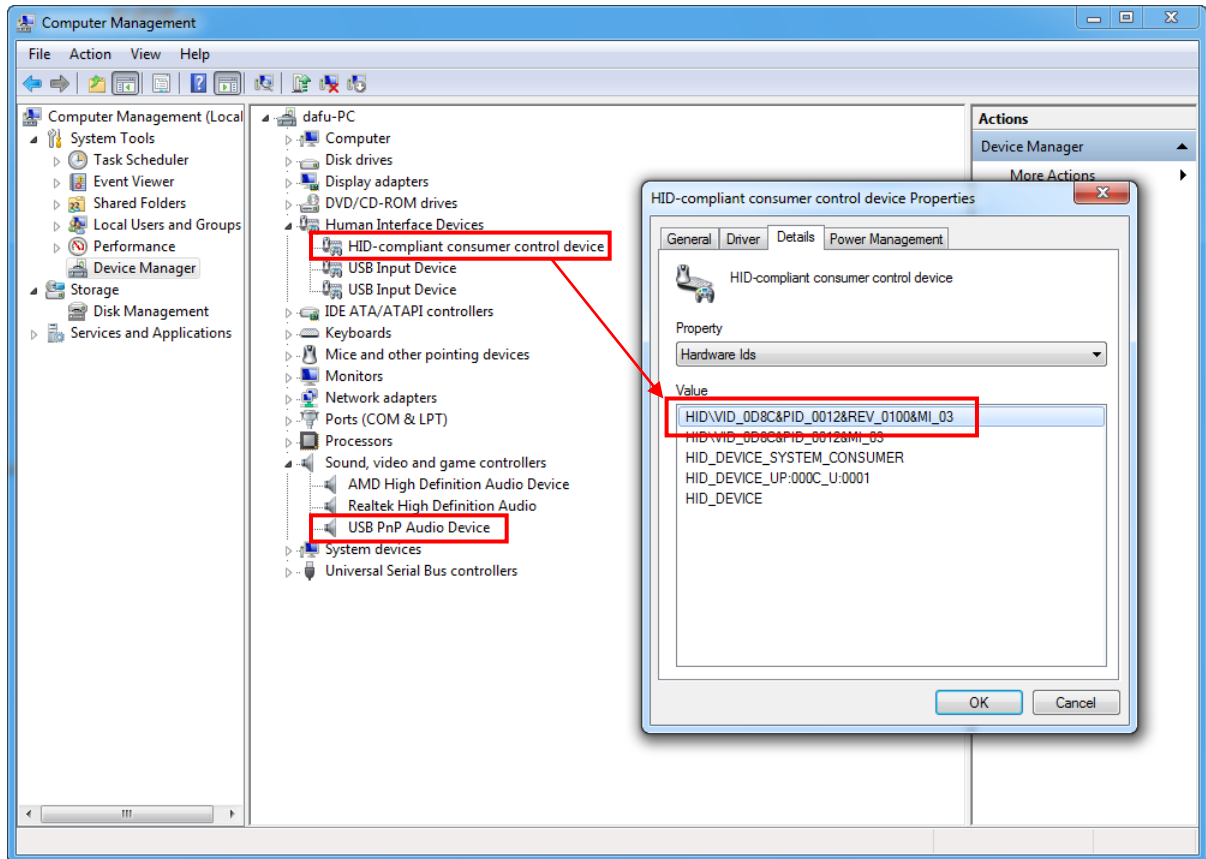 Computer Management
File Action View Help
Computer Management (Local
System Tools
Task Scheduler
Event Viewer
Shared Folders
Local Users and Groups
Performance
Device Manager
Storage
Disk Management
Services and Applications
dafu-PC
Computer
Disk drives
Display adapters
DVD/CD-ROM drives
Human Interface Devices
HID-compliant consumer control device
USB Input Device
USB Input Device
IDE ATA/ATAPI controllers
Keyboards
Mice and other pointing devices
Monitors
Network adapters
Ports (COM & LPT)
Processors
Sound, video and game controllers
AMD High Definition Audio Device
Realtek High Definition Audio
USB PnP Audio Device
System devices
Universal Serial Bus controllers
Actions
Device Manager
More Actions
HID-compliant consumer control device Properties
General Driver Details Power Management
HID-compliant consumer control device
Property
Hardware Ids
Value
HID\VID_0D8C&PID_0012&REV_0100&MI_03
HID\VID_0D8C&PID_0012&MI_03
HID_DEVICE_SYSTEM_CONSUMER
HID_DEVICE_UP:000C_U:0001
HID_DEVICE
OK Cancel